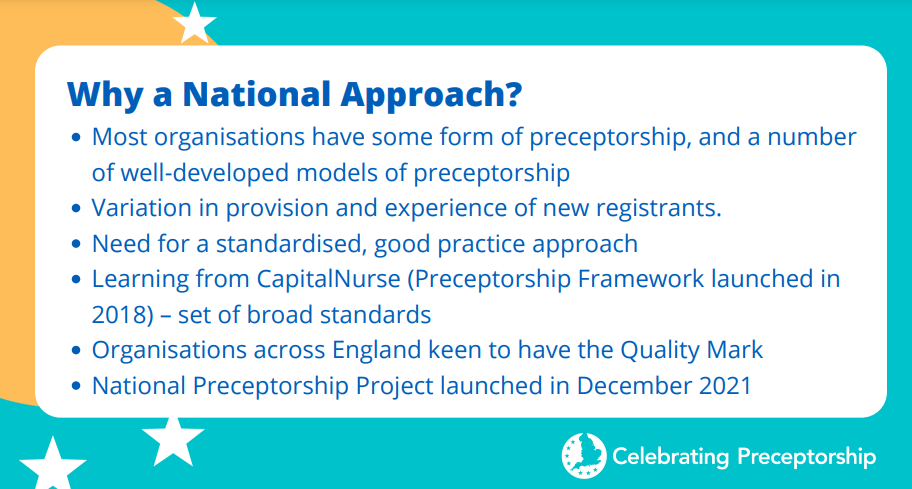 Why a National Approach?
• Most organisations have some form of preceptorship, and a number
of well-developed models of preceptorship
• Variation in provision and experience of new registrants.
• Need for a standardised, good practice approach
• Learning from CapitalNurse (Preceptorship Framework launched in
2018) – set of broad standards
• Organisations across England keen to have the Quality Mark
• National Preceptorship Project launched in December 2021
Celebrating Preceptorship